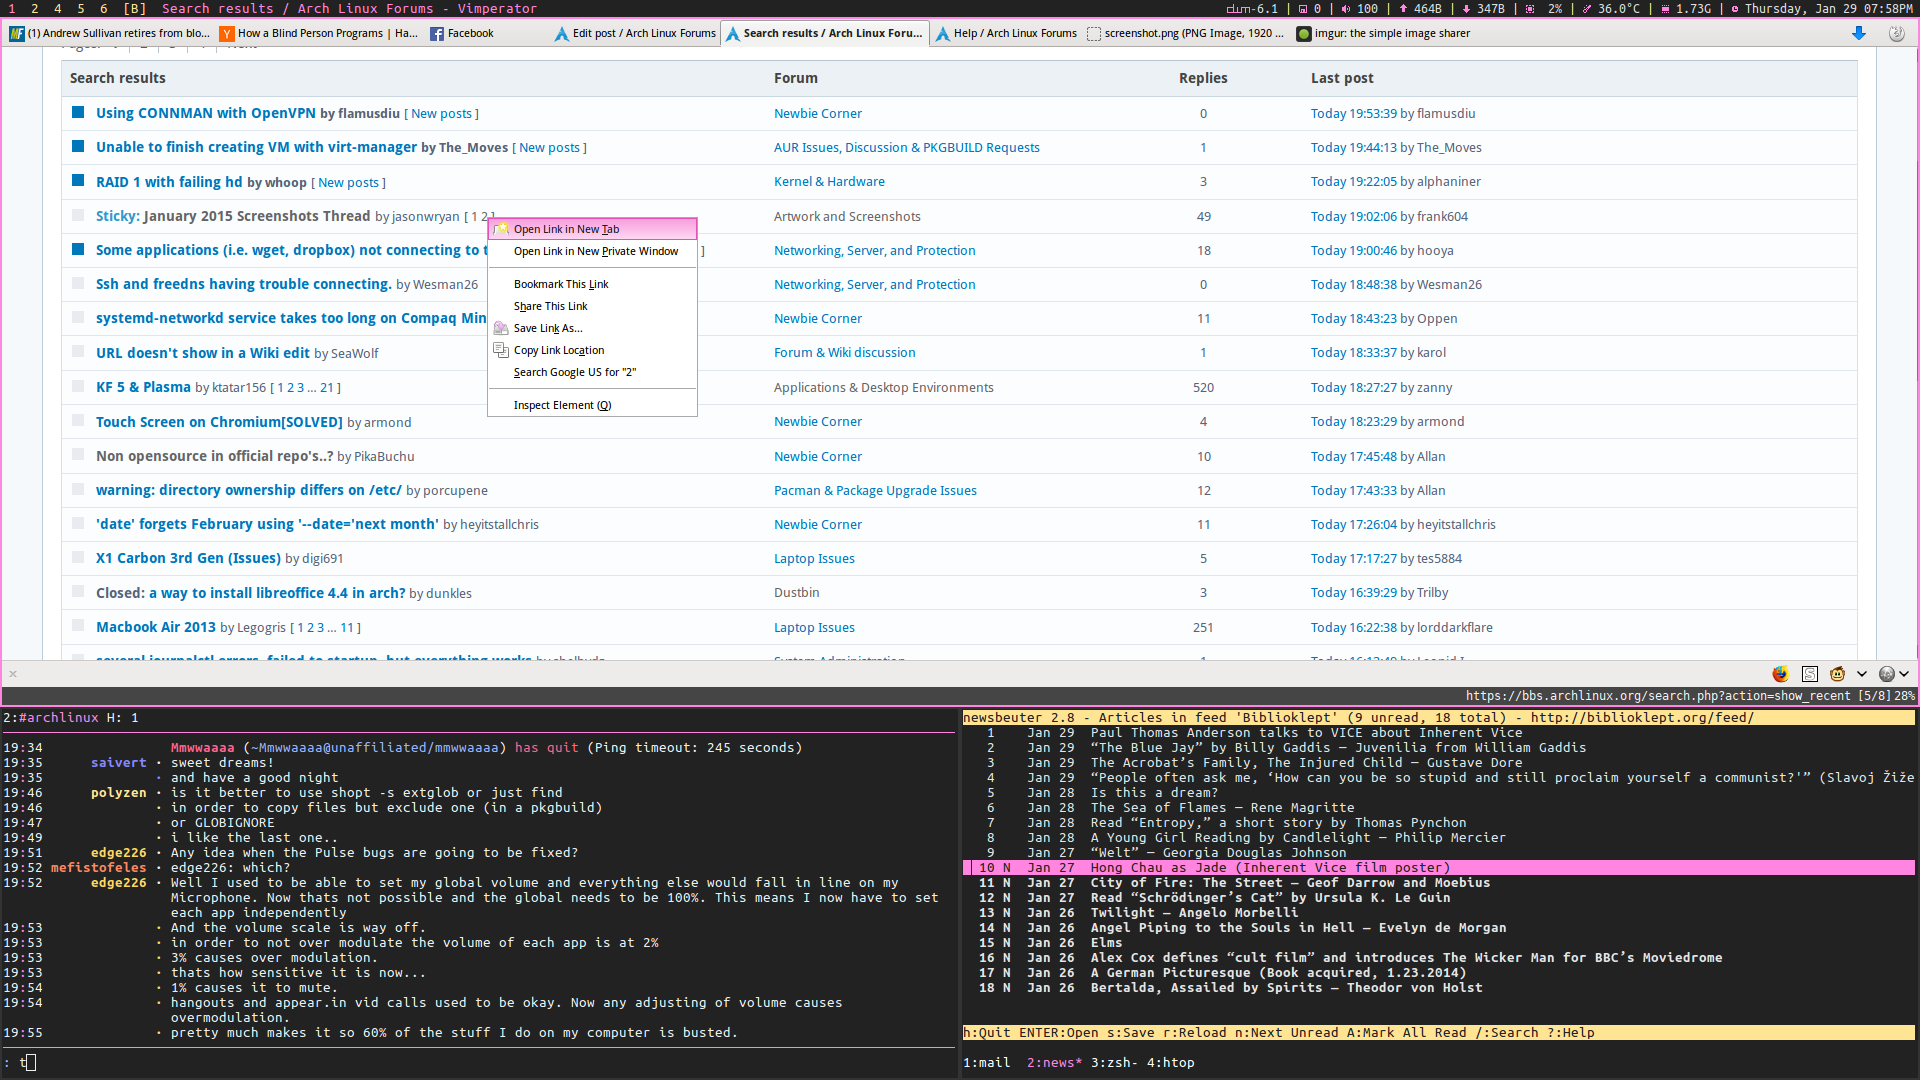 1 2 4 5 6 [B] Search results / Arch Linux Forums - Vimperator
dwm-6.1 | 0 | 100 | 464B | 347B | 2% | 36.0°C | 1.73G | Thursday, Jan 29 07:58PM
(1) Andrew Sullivan retires from blo... How a Blind Person Programs | Ha... Facebook Edit post / Arch Linux Forums Search results / Arch Linux Foru... Help / Arch Linux Forums screenshot.png (PNG Image, 1920 ... imgur: the simple image sharer
Search results Forum Replies Last post
Using CONNMAN with OpenVPN by flamusdiu [ New posts ] Newbie Corner 0 Today 19:53:39 by flamusdiu
Unable to finish creating VM with virt-manager by The_Moves [ New posts ] AUR Issues, Discussion & PKGBUILD Requests 1 Today 19:44:13 by The_Moves
RAID 1 with failing hd by whoop [ New posts ] Kernel & Hardware 3 Today 19:22:05 by alphaniner
Sticky: January 2015 Screenshots Thread by jasonwryan [ 1 2 ] Artwork and Screenshots 49 Today 19:02:06 by frank604
Some applications (i.e. wget, dropbox) not connecting to t ] Networking, Server, and Protection 18 Today 19:00:46 by hooya
Ssh and freedns having trouble connecting. by Wesman26 Networking, Server, and Protection 0 Today 18:48:38 by Wesman26
systemd-networkd service takes too long on Compaq Min Newbie Corner 11 Today 18:43:23 by Oppen
URL doesn't show in a Wiki edit by SeaWolf Forum & Wiki discussion 1 Today 18:33:37 by karol
KF 5 & Plasma by ktatar156 [ 1 2 3 ... 21 ] Applications & Desktop Environments 520 Today 18:27:27 by zanny
Touch Screen on Chromium[SOLVED] by armond Newbie Corner 4 Today 18:23:29 by armond
Non opensource in official repo's..? by PikaBuchu Newbie Corner 10 Today 17:45:48 by Allan
warning: directory ownership differs on /etc/ by porcupene Pacman & Package Upgrade Issues 12 Today 17:43:33 by Allan
'date' forgets February using '--date='next month' by heyitstallchris Newbie Corner 11 Today 17:26:04 by heyitstallchris
X1 Carbon 3rd Gen (Issues) by digi691 Laptop Issues 5 Today 17:17:27 by tes5884
Closed: a way to install libreoffice 4.4 in arch? by dunkles Dustbin 3 Today 16:39:29 by Trilby
Macbook Air 2013 by Legogris [ 1 2 3 ... 11 ] Laptop Issues 251 Today 16:22:38 by lorddarkflare
Open Link in New Tab
Open Link in New Private Window
Bookmark This Link
Share This Link
Save Link As...
Copy Link Location
Search Google US for "2"
Inspect Element (Q)
https://bbs.archlinux.org/search.php?action=show_recent [5/8] 28%
2:#archlinux H: 1
19:34 Mmwwaaaa (~Mmwwaaaa@unaffiliated/mmwwaaaa) has quit (Ping timeout: 245 seconds)
19:35 saivert · sweet dreams!
19:35 · and have a good night
19:46 polyzen · is it better to use shopt -s extglob or just find
19:46 · in order to copy files but exclude one (in a pkgbuild)
19:47 · or GLOBIGNORE
19:49 · i like the last one..
19:51 edge226 · Any idea when the Pulse bugs are going to be fixed?
19:52 mefistofeles · edge226: which?
19:52 edge226 · Well I used to be able to set my global volume and everything else would fall in line on my
Microphone. Now thats not possible and the global needs to be 100%. This means I now have to set
each app independently
19:53 · And the volume scale is way off.
19:53 · in order to not over modulate the volume of each app is at 2%
19:53 · 3% causes over modulation.
19:53 · thats how sensitive it is now...
19:54 · 1% causes it to mute.
19:54 · hangouts and appear.in vid calls used to be okay. Now any adjusting of volume causes
overmodulation.
19:55 · pretty much makes it so 60% of the stuff I do on my computer is busted.
: t
newsbeuter 2.8 - Articles in feed 'Biblioklept' (9 unread, 18 total) - http://biblioklept.org/feed/
1 Jan 29 Paul Thomas Anderson talks to VICE about Inherent Vice
2 Jan 29 “The Blue Jay” by Billy Gaddis — Juvenilia from William Gaddis
3 Jan 29 The Acrobat’s Family, The Injured Child — Gustave Dore
4 Jan 29 “People often ask me, ‘How can you be so stupid and still proclaim yourself a communist?'” (Slavoj Žiže
5 Jan 28 Is this a dream?
6 Jan 28 The Sea of Flames — Rene Magritte
7 Jan 28 Read “Entropy,” a short story by Thomas Pynchon
8 Jan 28 A Young Girl Reading by Candlelight — Philip Mercier
9 Jan 27 “Welt” — Georgia Douglas Johnson
10 N Jan 27 Hong Chau as Jade (Inherent Vice film poster)
11 N Jan 27 City of Fire: The Street — Geof Darrow and Moebius
12 N Jan 27 Read “Schrödinger’s Cat” by Ursula K. Le Guin
13 N Jan 26 Twilight — Angelo Morbelli
14 N Jan 26 Angel Piping to the Souls in Hell — Evelyn de Morgan
15 N Jan 26 Elms
16 N Jan 26 Alex Cox defines “cult film” and introduces The Wicker Man for BBC’s Moviedrome
17 N Jan 26 A German Picturesque (Book acquired, 1.23.2014)
18 N Jan 26 Bertalda, Assailed by Spirits — Theodor von Holst
h:Quit ENTER:Open s:Save r:Reload n:Next Unread A:Mark All Read /:Search ?:Help
1:mail 2:news* 3:zsh- 4:htop